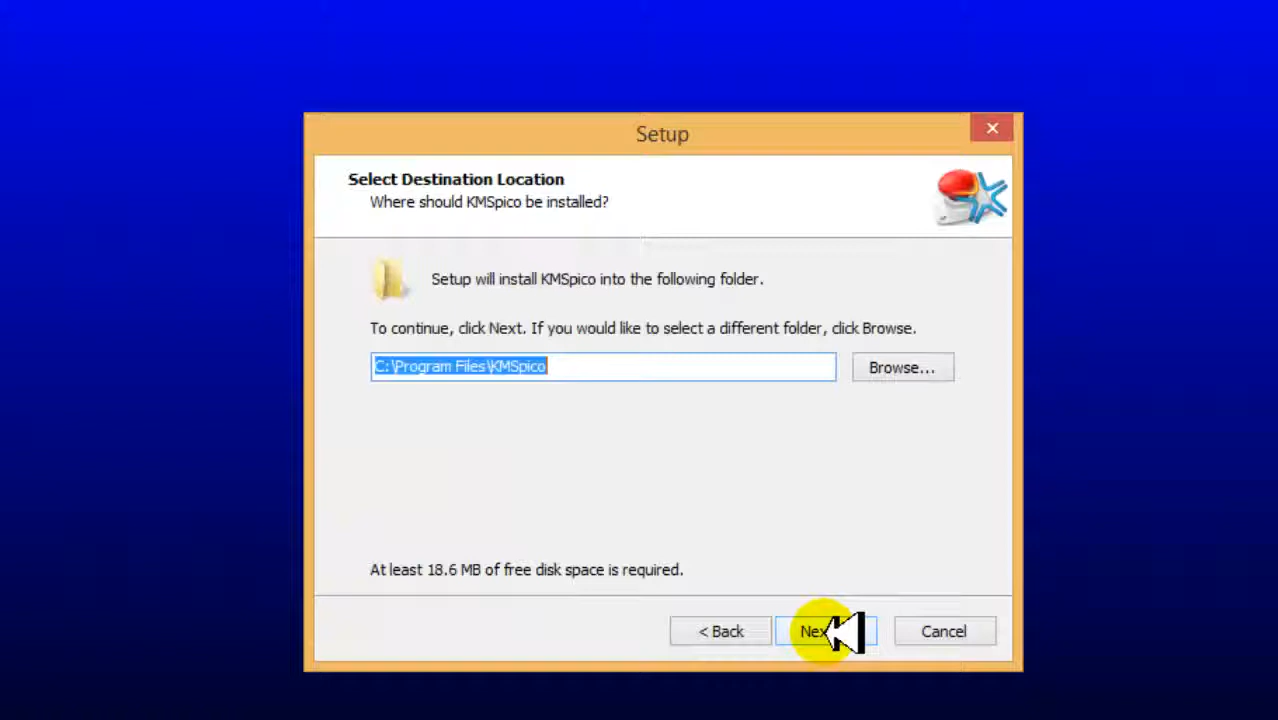 Setup
Select Destination Location
Where should KMSpico be installed?
Setup will install KMSpico into the following folder.
To continue, click Next. If you would like to select a different folder, click Browse.
C:\Program Files\KMSpico
Browse...
At least 18.6 MB of free disk space is required.
< Back
Cancel